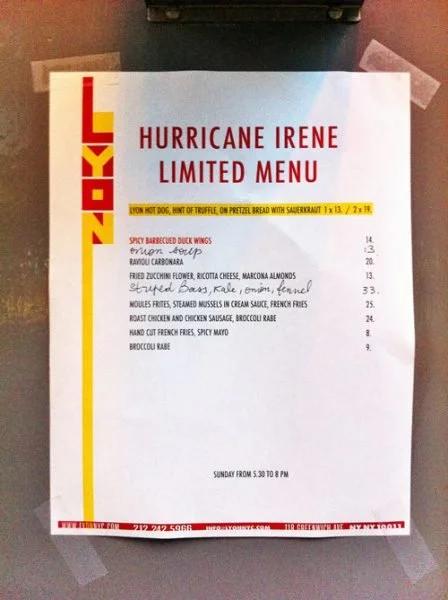 LYON
HURRICANE IRENE
LIMITED MENU
LYON HOT DOG, HINT OF TRUFFLE, ON PRETZEL BREAD WITH SAUERKRAUT 1 x 13. / 2 x 19.
SPICY BARBECUED DUCK WINGS 14.
onion soup 13.
RAVIOLI CARBONARA 20.
FRIED ZUCCHINI FLOWER, RICOTTA CHEESE, MARCONA ALMONDS 13.
Striped Bass, Kale, onion, fennel 33.
MOULES FRITES, STEAMED MUSSELS IN CREAM SAUCE, FRENCH FRIES 25.
ROAST CHICKEN AND CHICKEN SAUSAGE, BROCCOLI RABE 24.
HAND CUT FRENCH FRIES, SPICY MAYO 8.
BROCCOLI RABE 9.
SUNDAY FROM 5.30 TO 8 PM
WWW.LYONNYC.COM 212 242 5966 INFO@LYONNYC.COM 118 GREENWICH AVE NY NY 10011